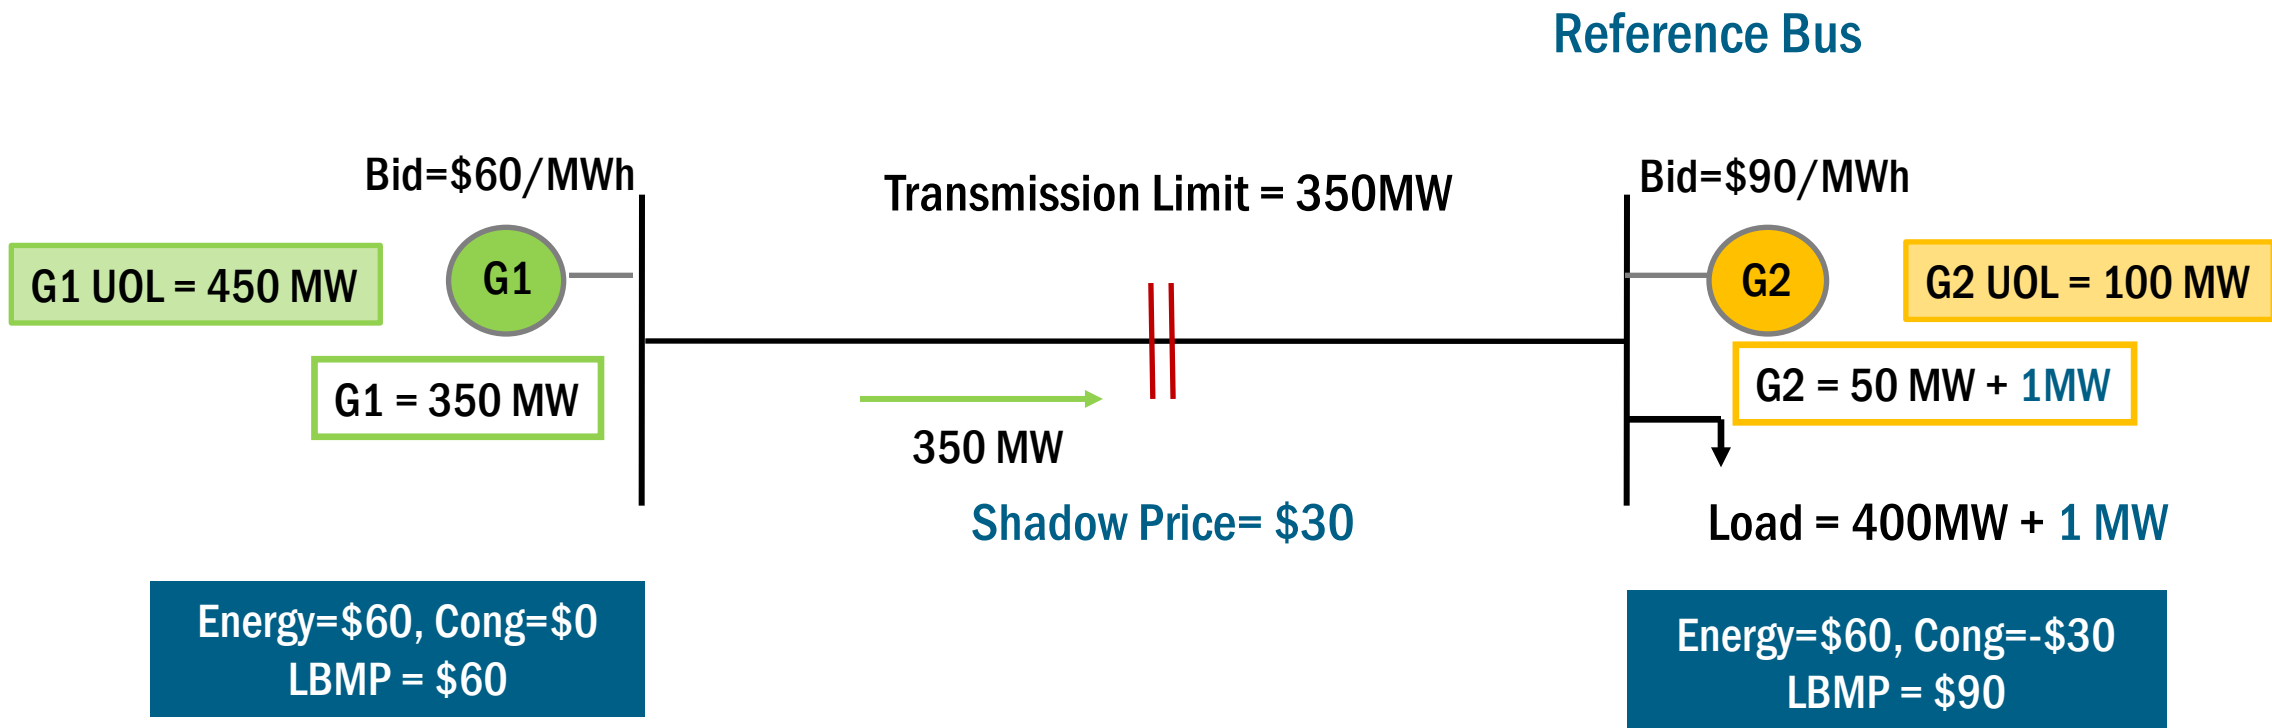 Reference Bus
Bid=$60/MWh
Transmission Limit = 350MW
Bid=$90/MWh
G1 UOL = 450 MW
G1
G2
G2 UOL = 100 MW
G1 = 350 MW
G2 = 50 MW + 1MW
350 MW
Shadow Price= $30
Load = 400MW + 1 MW
Energy=$60, Cong=$0
LBMP = $60
Energy=$60, Cong=-$30
LBMP = $90